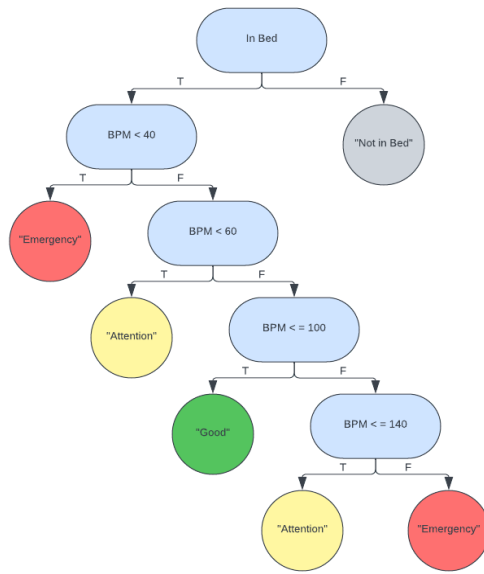 In Bed
T
F
BPM < 40
"Not in Bed"
T
F
"Emergency"
BPM < 60
T
F
"Attention"
BPM < = 100
T
F
"Good"
BPM < = 140
T
F
"Attention"
"Emergency"